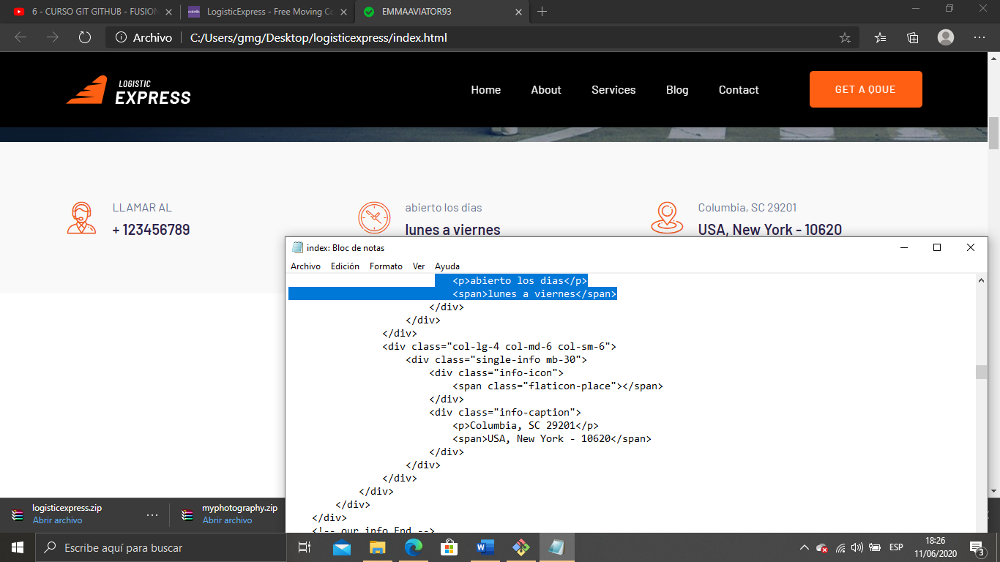 6 - CURSO GIT GITHUB - FUSION
LogisticExpress - Free Moving Co
EMMAAVIATOR93
Archivo
C:/Users/gmg/Desktop/logisticexpress/index.html
LOGISTIC
EXPRESS
Home
About
Services
Blog
Contact
GET A QOUE
LLAMAR AL
+ 123456789
abierto los dias
lunes a viernes
Columbia, SC 29201
USA, New York - 10620
index: Bloc de notas
Archivo Edición Formato Ver Ayuda
<p>abierto los dias</p>
<span>lunes a viernes</span>
</div>
</div>
</div>
<div class="col-lg-4 col-md-6 col-sm-6">
<div class="single-info mb-30">
<div class="info-icon">
<span class="flaticon-place"></span>
</div>
<div class="info-caption">
<p>Columbia, SC 29201</p>
<span>USA, New York - 10620</span>
</div>
</div>
</div>
</div>
</div>
</div>
<!-- our info End -->
logisticexpress.zip
Abrir archivo
myphotography.zip
Abrir archivo
Escribe aquí para buscar
ESP
18:26
11/06/2020
3